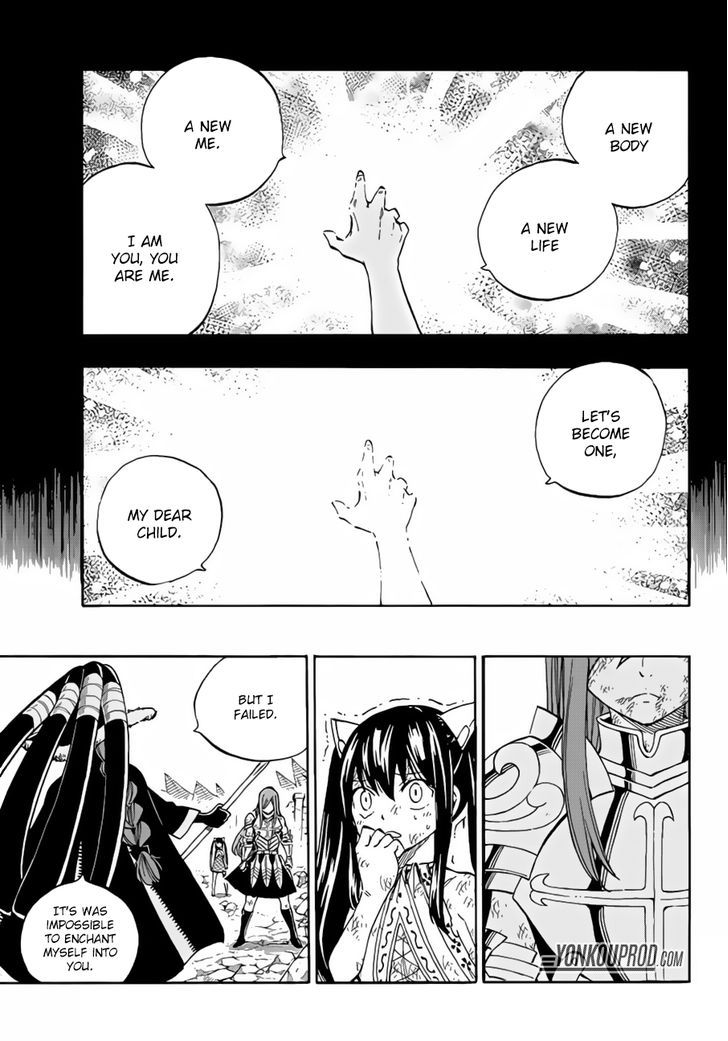 A NEW
BODY
A NEW
LIFE
A NEW
ME.
I AM
YOU, YOU
ARE ME.
LET'S
BECOME
ONE,
MY DEAR
CHILD.
BUT I
FAILED.
IT'S WAS
IMPOSSIBLE
TO ENCHANT
MYSELF INTO
YOU.
YONKOUPROD.COM